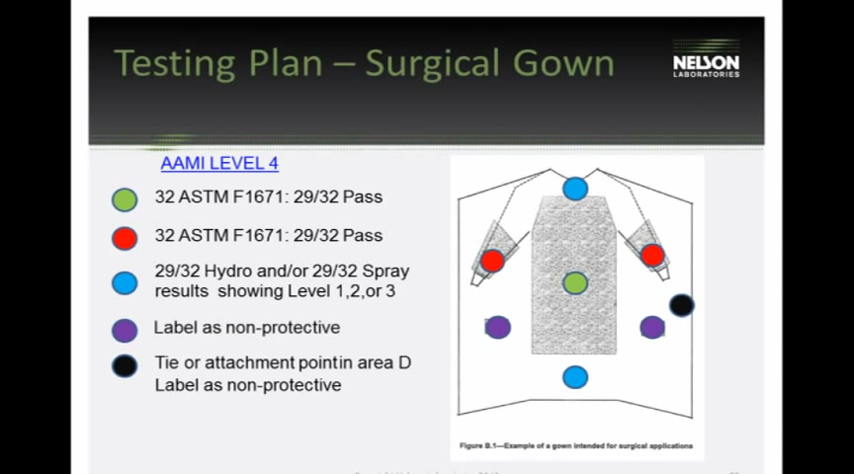 Testing Plan – Surgical Gown
NELSON
LABORATORIES
AAMI LEVEL 4
32 ASTM F1671: 29/32 Pass
32 ASTM F1671: 29/32 Pass
29/32 Hydro and/or 29/32 Spray
results showing Level 1,2,or 3
Label as non-protective
Tie or attachment pointin area D
Label as non-protective
Figure B.1—Example of a gown intended for surgical applications